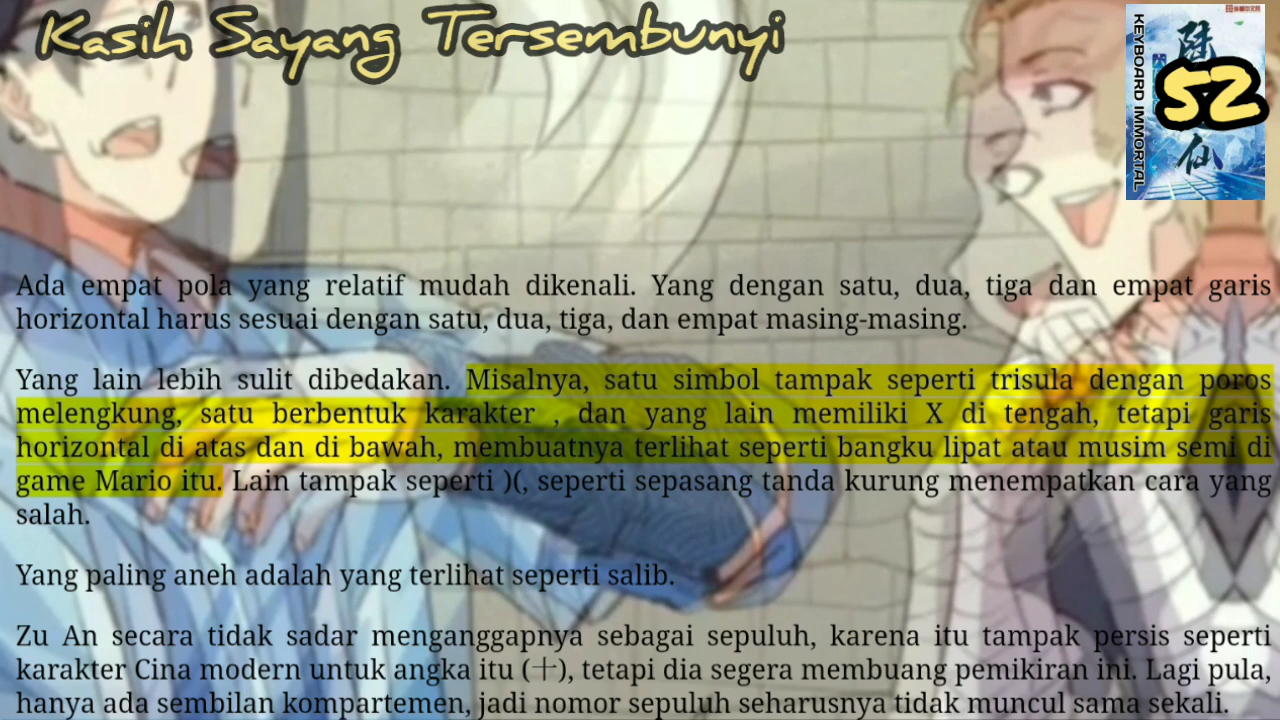 Kasih Sayang Tersembunyi
KEYBOARD IMMORTAL
陆
仙
52
Ada empat pola yang relatif mudah dikenali. Yang dengan satu, dua, tiga dan empat garis
horizontal harus sesuai dengan satu, dua, tiga, dan empat masing-masing.
Yang lain lebih sulit dibedakan. Misalnya, satu simbol tampak seperti trisula dengan poros
melengkung, satu berbentuk karakter , dan yang lain memiliki X di tengah, tetapi garis
horizontal di atas dan di bawah, membuatnya terlihat seperti bangku lipat atau musim semi di
game Mario itu. Lain tampak seperti )(, seperti sepasang tanda kurung menempatkan cara yang
salah.
Yang paling aneh adalah yang terlihat seperti salib.
Zu An secara tidak sadar menganggapnya sebagai sepuluh, karena itu tampak persis seperti
karakter Cina modern untuk angka itu (十), tetapi dia segera membuang pemikiran ini. Lagi pula,
hanya ada sembilan kompartemen, jadi nomor sepuluh seharusnya tidak muncul sama sekali.